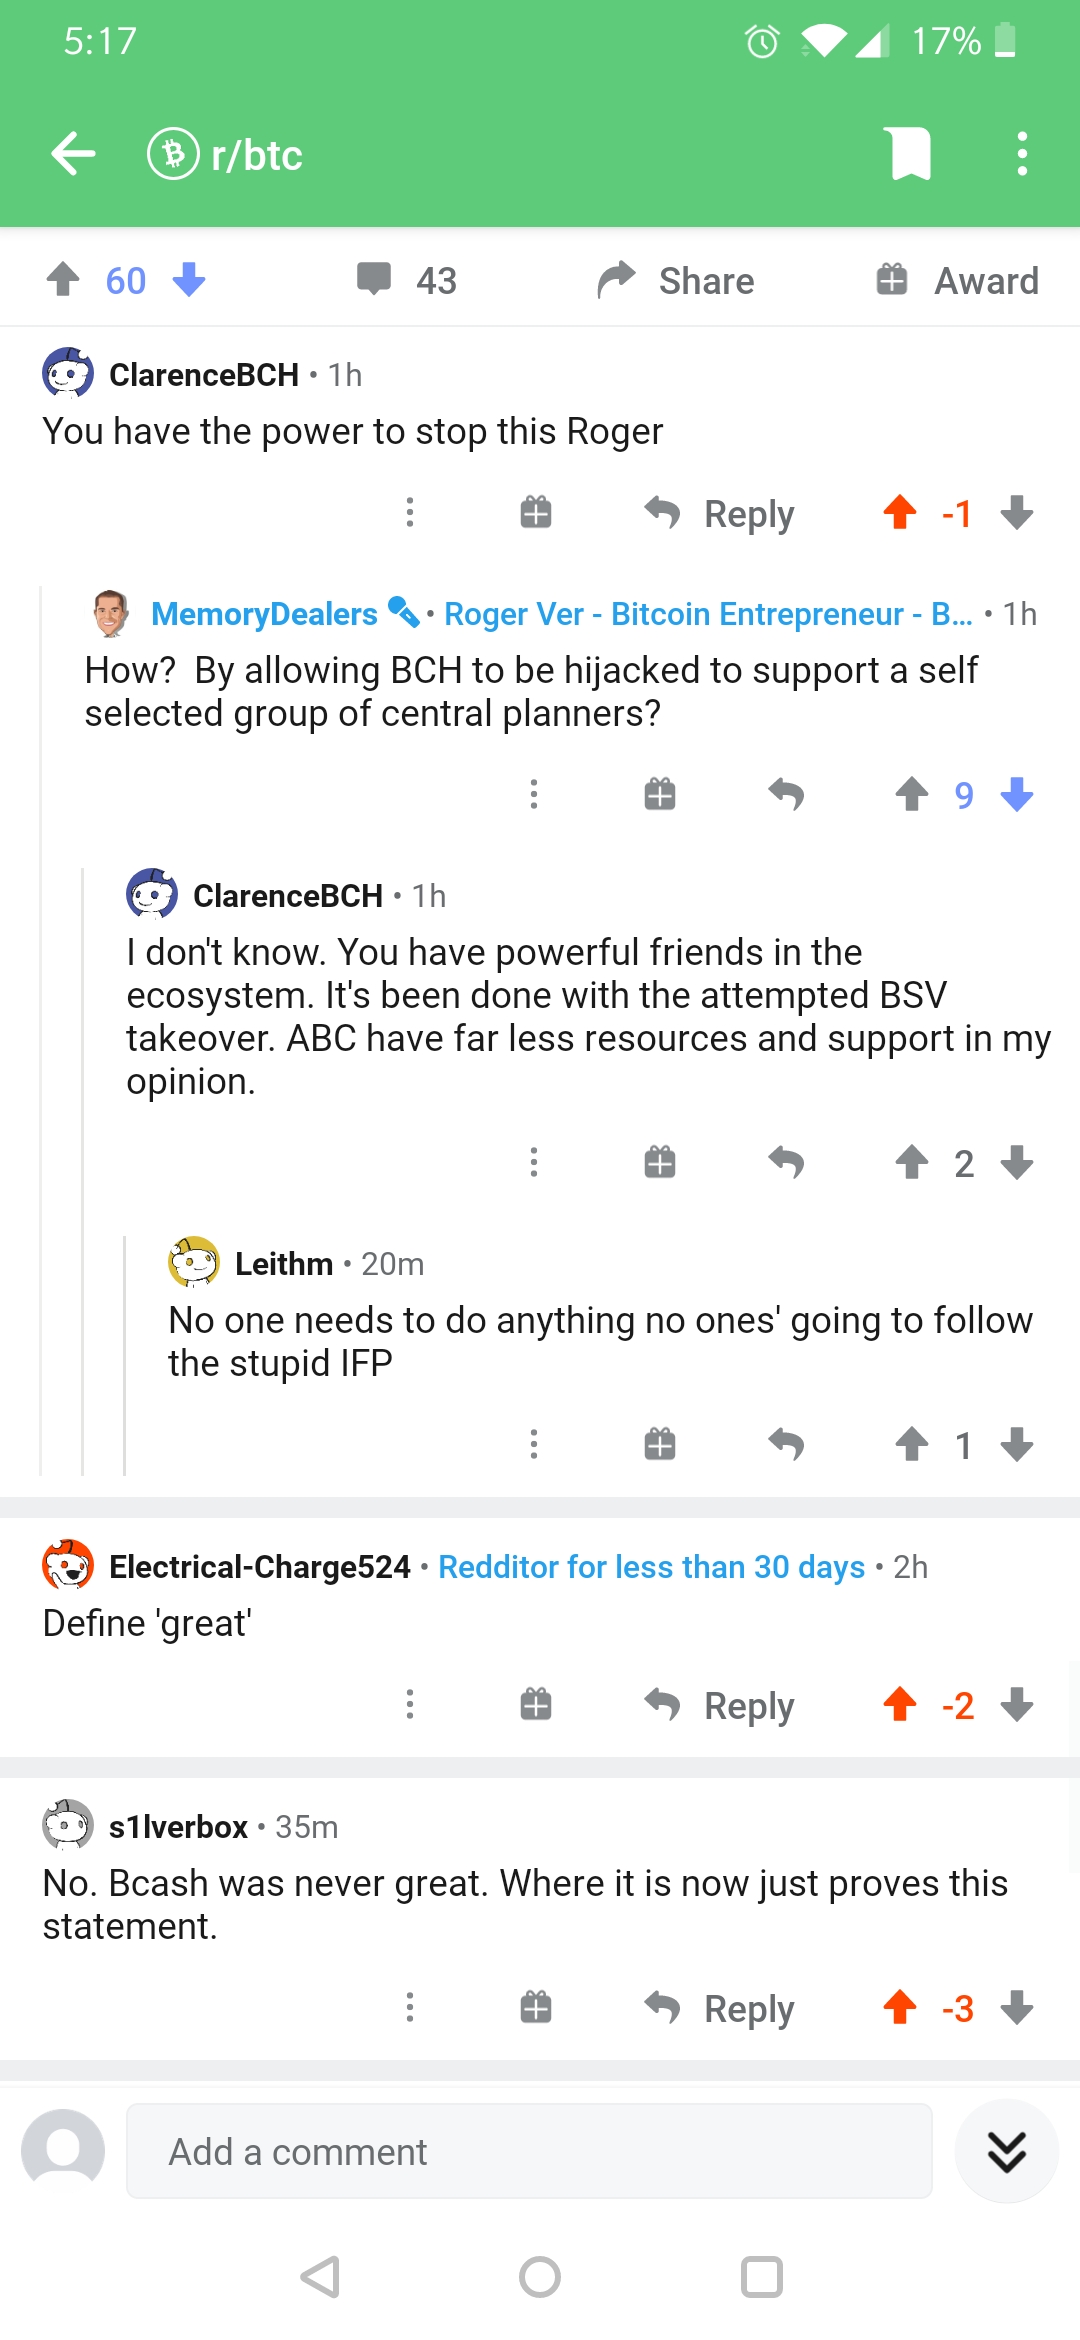 5:17
17%
r/btc
60
43
Share
Award
ClarenceBCH • 1h
You have the power to stop this Roger
Reply
-1
MemoryDealers • Roger Ver - Bitcoin Entrepreneur - B... • 1h
How?  By allowing BCH to be hijacked to support a self
selected group of central planners?
9
ClarenceBCH • 1h
I don't know. You have powerful friends in the
ecosystem. It's been done with the attempted BSV
takeover. ABC have far less resources and support in my
opinion.
2
Leithm • 20m
No one needs to do anything no ones' going to follow
the stupid IFP
1
Electrical-Charge524 • Redditor for less than 30 days • 2h
Define 'great'
Reply
-2
s1lverbox • 35m
No. Bcash was never great. Where it is now just proves this
statement.
Reply
-3
Add a comment